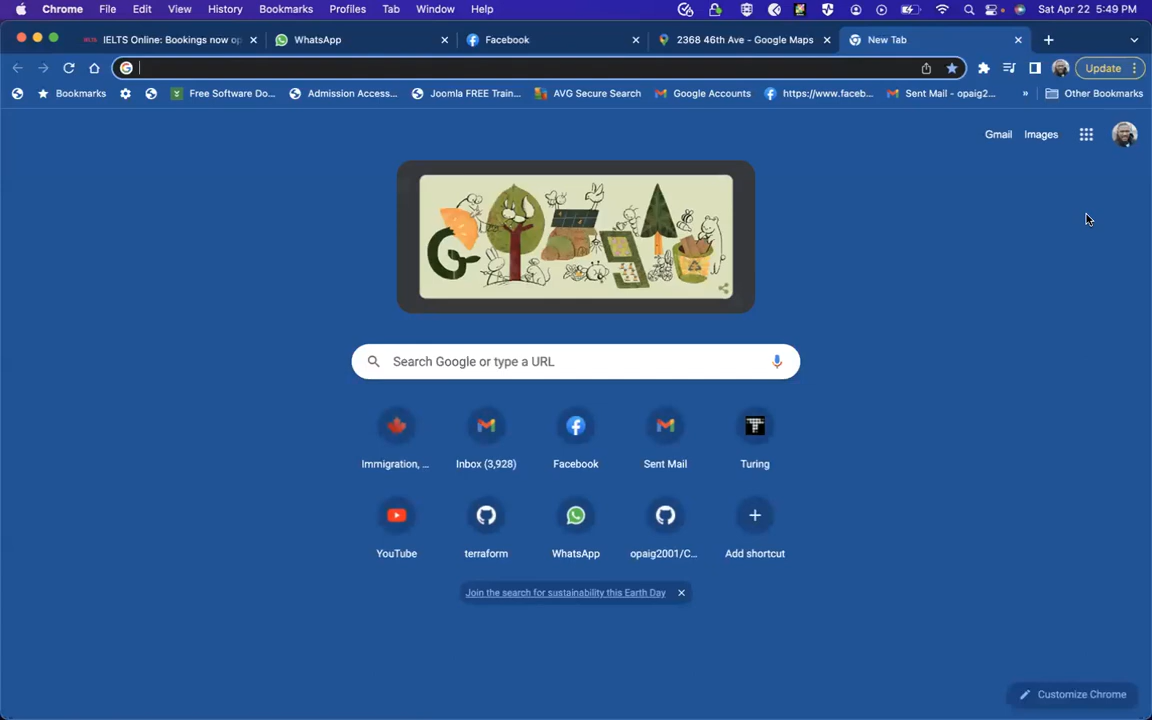 Chrome File Edit View History Bookmarks Profiles Tab Window Help Sat Apr 22 5:49 PM
IELTS Online: Bookings now op WhatsApp Facebook 2368 46th Ave - Google Maps New Tab
Update
Bookmarks Free Software Do... Admission Access... Joomla FREE Train... AVG Secure Search Google Accounts https://www.faceb... Sent Mail - opaig2... » Other Bookmarks
Gmail Images
Search Google or type a URL
Immigration, ... Inbox (3,928) Facebook Sent Mail Turing
YouTube terraform WhatsApp opaig2001/C... Add shortcut
Join the search for sustainability this Earth Day
Customize Chrome